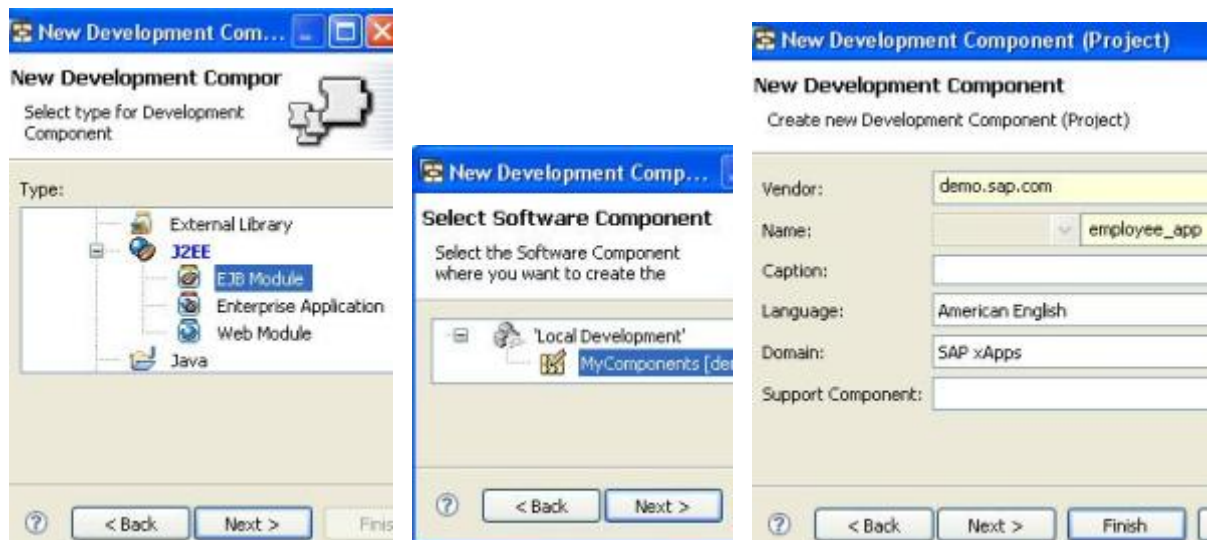 New Development Com...
New Development Compor
Select type for Development
Component
Type:
External Library
J2EE
EJB Module
Enterprise Application
Web Module
Java
< Back Next > Finis
New Development Comp...
Select Software Component
Select the Software Component
where you want to create the
'Local Development'
MyComponents [de
< Back Next >
New Development Component (Project)
New Development Component
Create new Development Component (Project)
Vendor: demo.sap.com
Name: employee_app
Caption:
Language: American English
Domain: SAP xApps
Support Component:
< Back Next > Finish